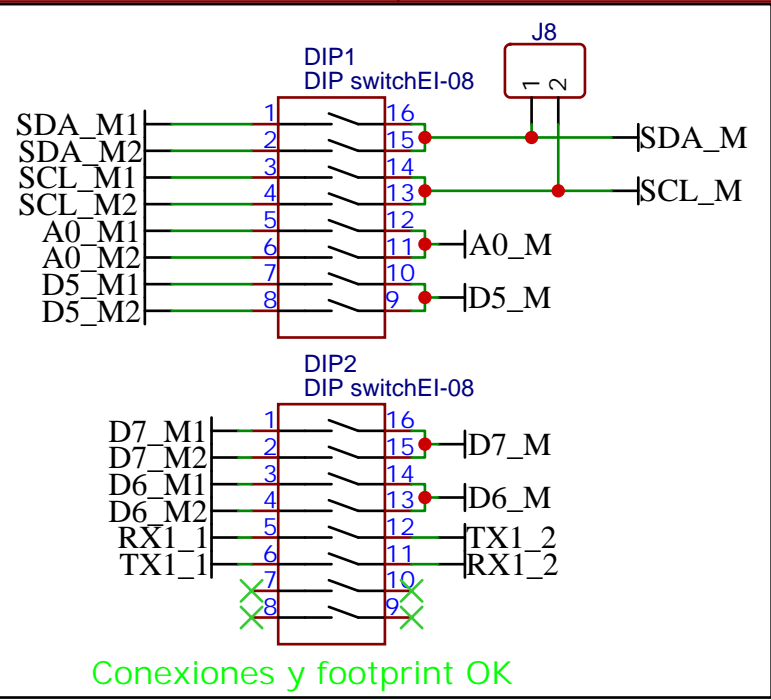 J8
1 2
DIP1
DIP switchEI-08
SDA_M1 1 16
SDA_M2 2 15 SDA_M
SCL_M1 3 14
SCL_M2 4 13 SCL_M
A0_M1 5 12
A0_M2 6 11 A0_M
D5_M1 7 10
D5_M2 8 9 D5_M
DIP2
DIP switchEI-08
D7_M1 1 16
D7_M2 2 15 D7_M
D6_M1 3 14
D6_M2 4 13 D6_M
RX1_1 5 12 TX1_2
TX1_1 6 11 RX1_2
7 10
8 9
Conexiones y footprint OK